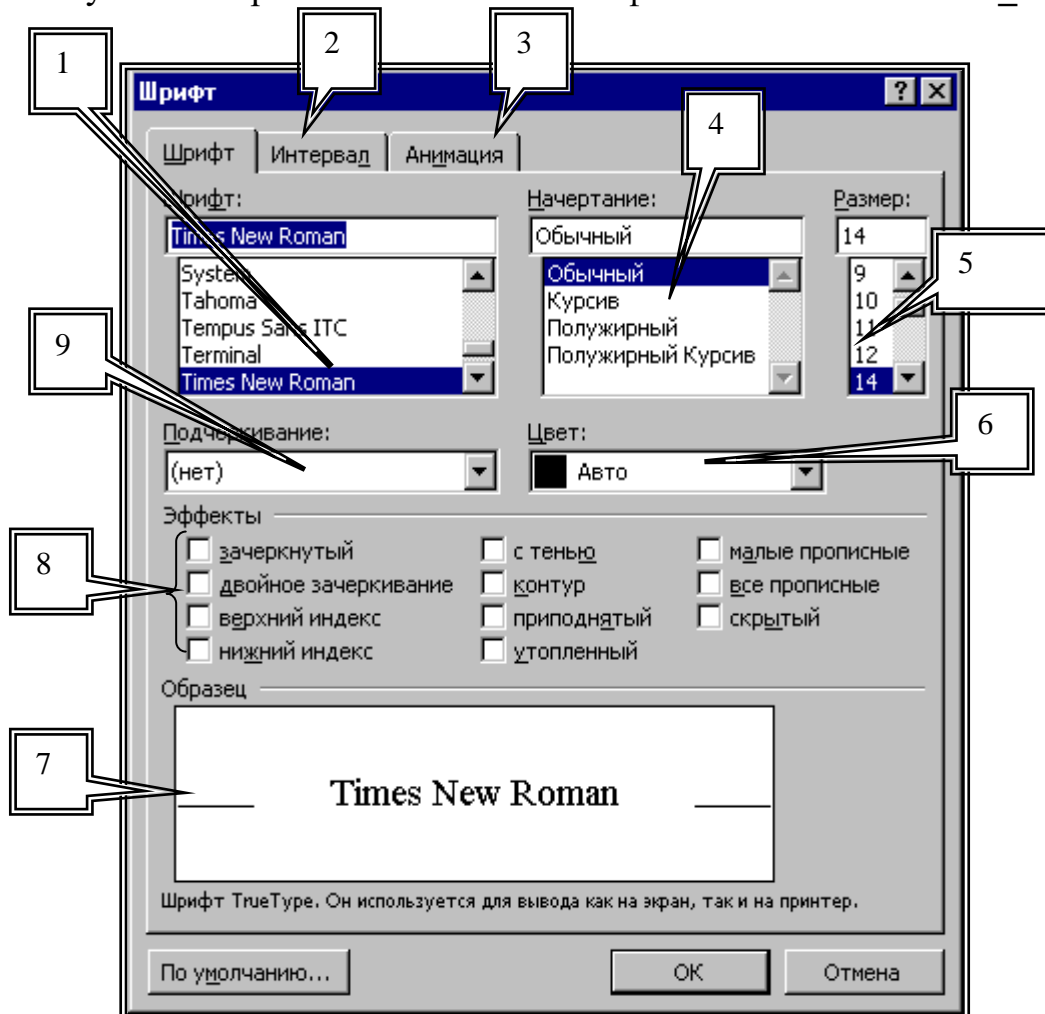 1
2
3
4
5
6
7
8
9
Шрифт
Шрифт Интервал Анимация
Шрифт: Начертание: Размер:
Times New Roman Обычный 14
System Обычный 9
Tahoma Курсив 10
Tempus Sans ITC Полужирный 11
Terminal Полужирный Курсив 12
Times New Roman 14
Подчеркивание: Цвет:
(нет) Авто
Эффекты
зачеркнутый с тенью малые прописные
двойное зачеркивание контур все прописные
верхний индекс приподнятый скрытый
нижний индекс утопленный
Образец
Times New Roman
Шрифт TrueType. Он используется для вывода как на экран, так и на принтер.
По умолчанию... ОК Отмена